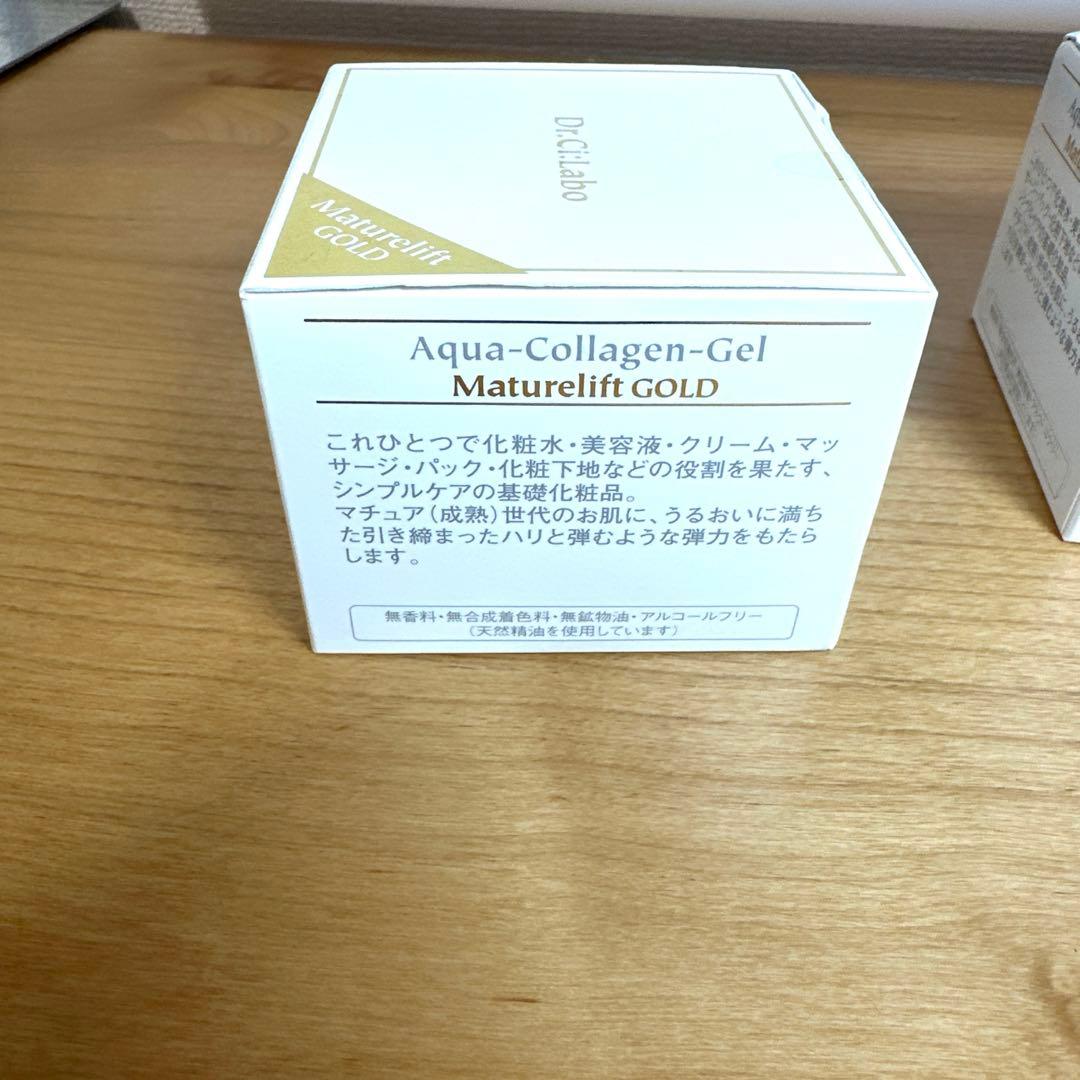 Dr.Ci:Labo
Maturelift
GOLD
Aqua-Collagen-Gel
Maturelift GOLD
これひとつで化粧水・美容液・クリーム・マッ
サージ・パック・化粧下地などの役割を果たす、
シンプルケアの基礎化粧品。
マチュア(成熟)世代のお肌に、うるおいに満ち
た引き締まったハリと弾むような弾力をもたら
します。
無香料・無合成着色料・無鉱物油・アルコールフリー
(天然精油を使用しています)